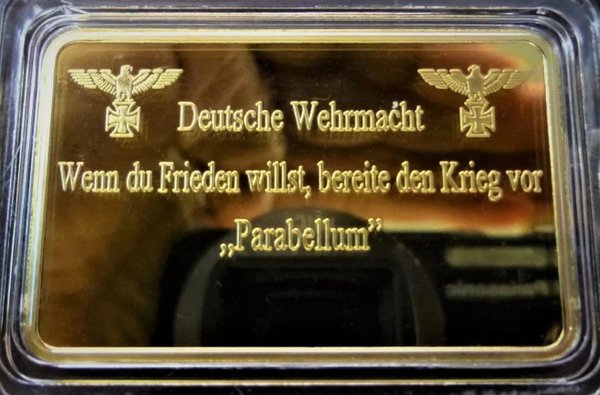 Deutsche Wehrmacht
Wenn du Frieden willst, bereite den Krieg vor
„Parabellum”